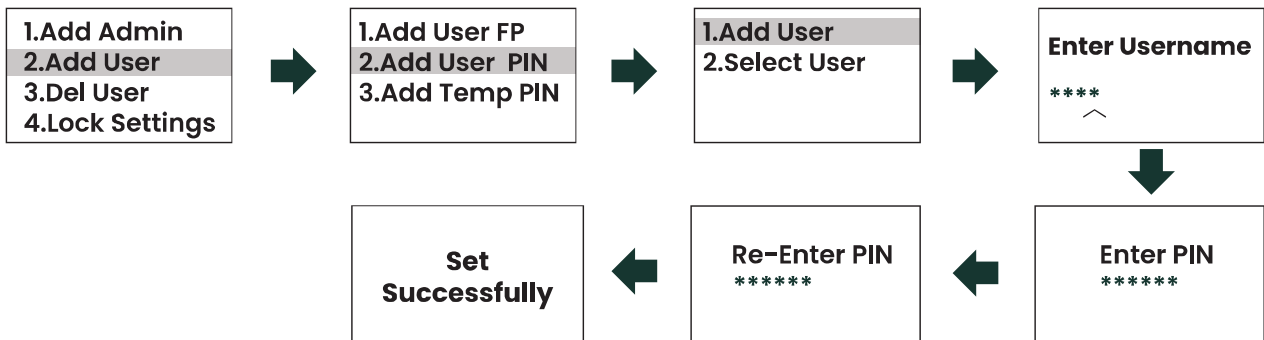 1.Add Admin
2.Add User
3.Del User
4.Lock Settings
1.Add User FP
2.Add User PIN
3.Add Temp PIN
1.Add User
2.Select User
Enter Username
****
Enter PIN
******
Re-Enter PIN
******
Set
Successfully